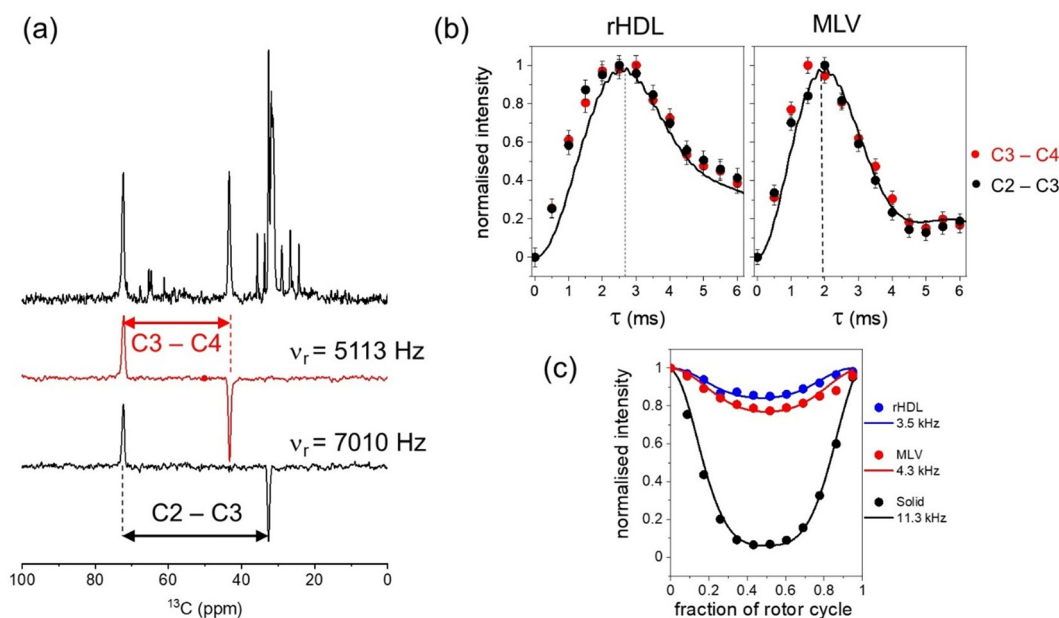 (a)
C3 – C4
νr = 5113 Hz
νr = 7010 Hz
C2 – C3
100 80 60 40 20 0
13C (ppm)
(b)
rHDL MLV
normalised intensity
1
0.8
0.6
0.4
0.2
0
0 1 2 3 4 5 6 0 1 2 3 4 5 6
τ (ms) τ (ms)
C3 – C4
C2 – C3
(c)
normalised intensity
1
0.8
0.6
0.4
0.2
0
0 0.2 0.4 0.6 0.8 1
fraction of rotor cycle
rHDL
3.5 kHz
MLV
4.3 kHz
Solid
11.3 kHz